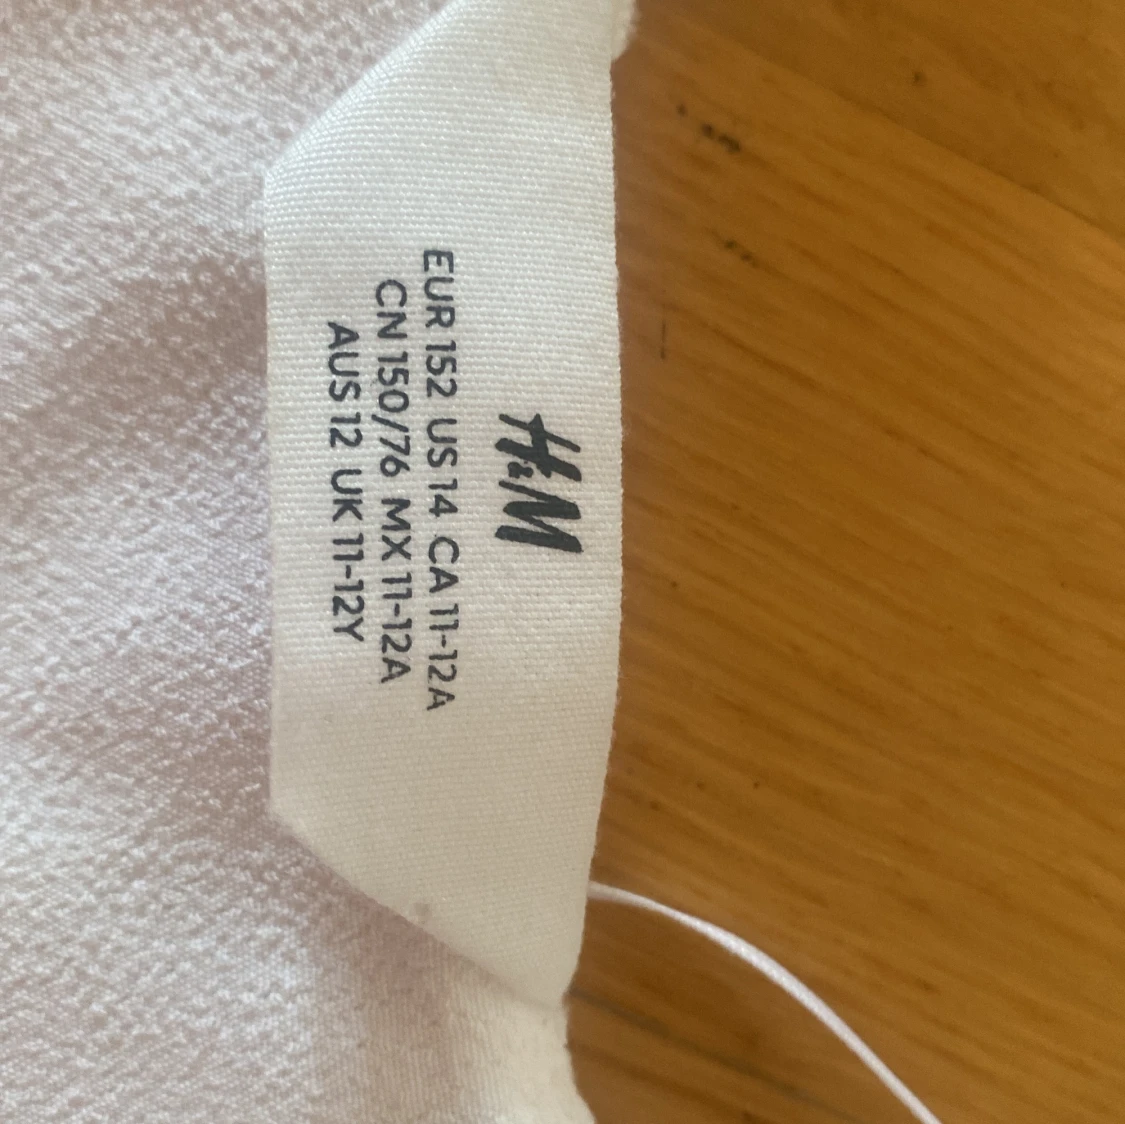 H&M
EUR 152 US 14 CA 11-12A
CN 150/76 MX 11-12A
AUS 12 UK 11-12Y